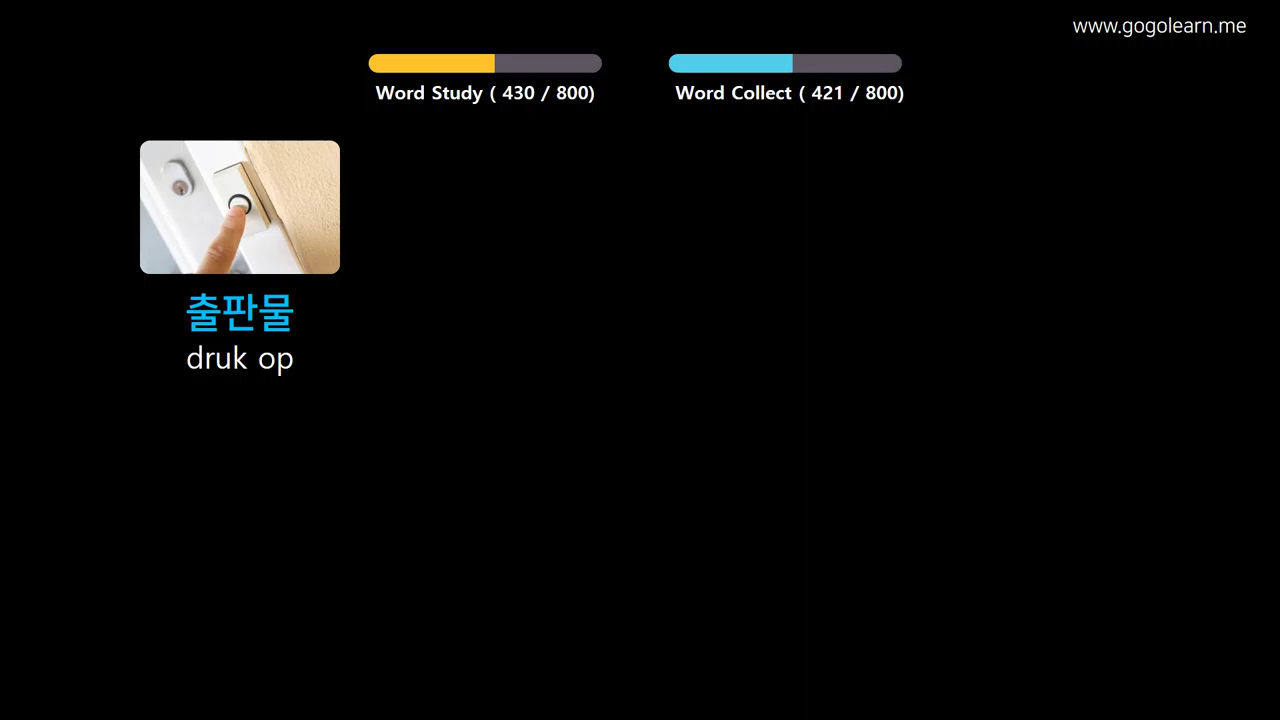 www.gogolearn.me
Word Study ( 430 / 800)
Word Collect ( 421 / 800)
출판물
druk op